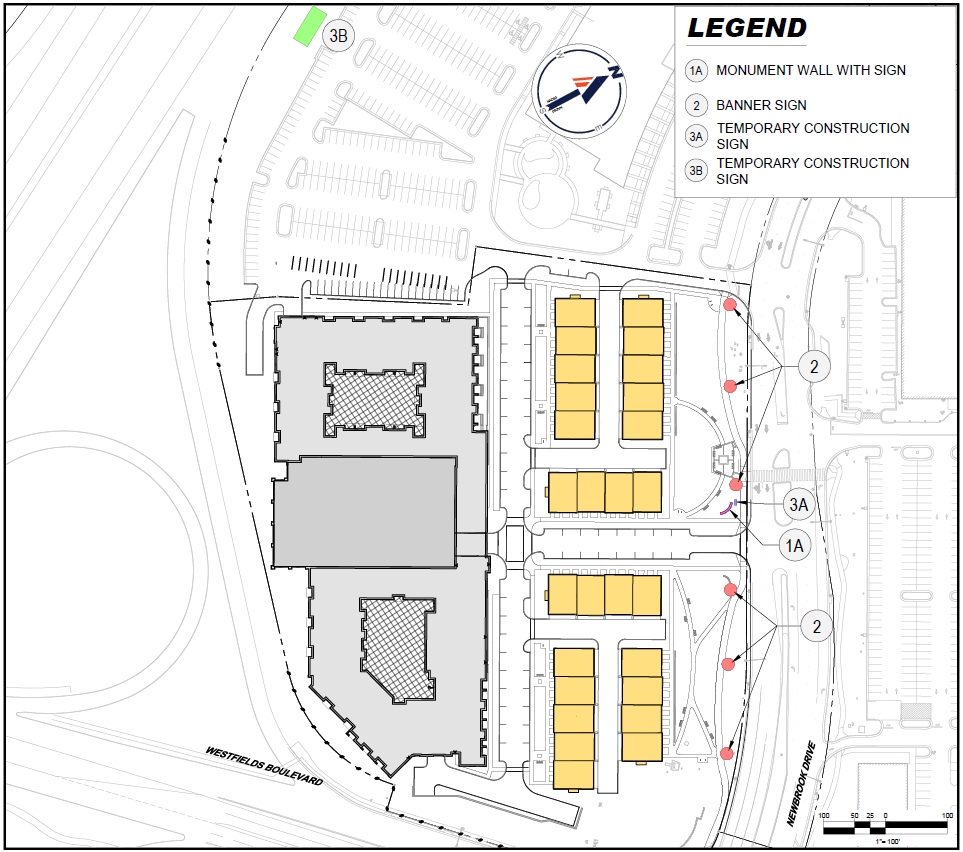 3B
LEGEND
1A MONUMENT WALL WITH SIGN
2 BANNER SIGN
3A TEMPORARY CONSTRUCTION
SIGN
3B TEMPORARY CONSTRUCTION
SIGN
N
S
E
2
3A
1A
2
WESTFIELDS BOULEVARD
NEWBROOK DRIVE
100 50 25 0 100
1"= 100'